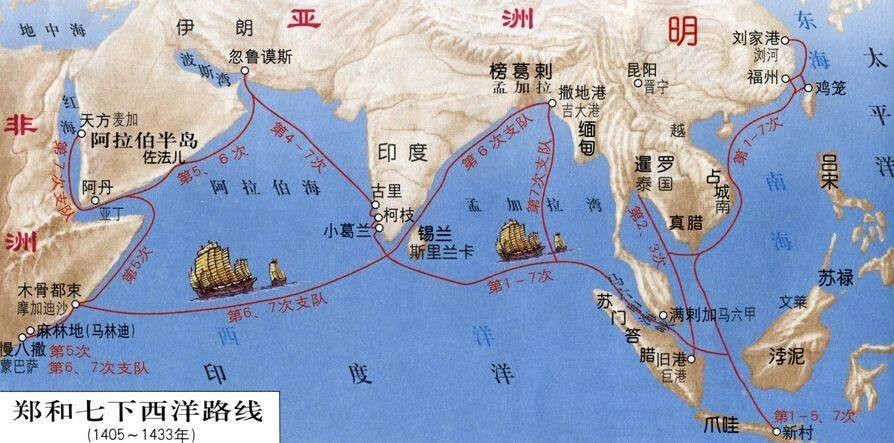 郑和七下西洋路线
(1405~1433年)
地中海
伊朗
亚洲
明
非洲
东海
太平洋
南海
西洋
印度洋
忽鲁谟斯
波斯湾
红海
天方麦加
阿拉伯半岛
佐法儿
阿丹
亚丁
阿拉伯海
第7次支队
第5、6次
第4-7次
第5次
第6、7次支队
木骨都束
摩加迪沙
麻林地(马林迪)
慢八撒
蒙巴萨
第5次
第6、7次支队
印度
古里
柯枝
小葛兰
锡兰
斯里兰卡
榜葛剌
孟加拉
撒地港
吉大港
孟加拉湾
第6次支队
第7次支队
第1-7次
缅甸
昆阳
晋宁
越南
暹罗
泰国
占城
真腊
第2、3次
第1-7次
刘家港
浏河
福州
鸡笼
吕宋
苏禄
文莱
浡泥
满剌加马六甲
马六甲海峡
苏门答腊
旧港
巨港
爪哇
新村
第1-5、7次